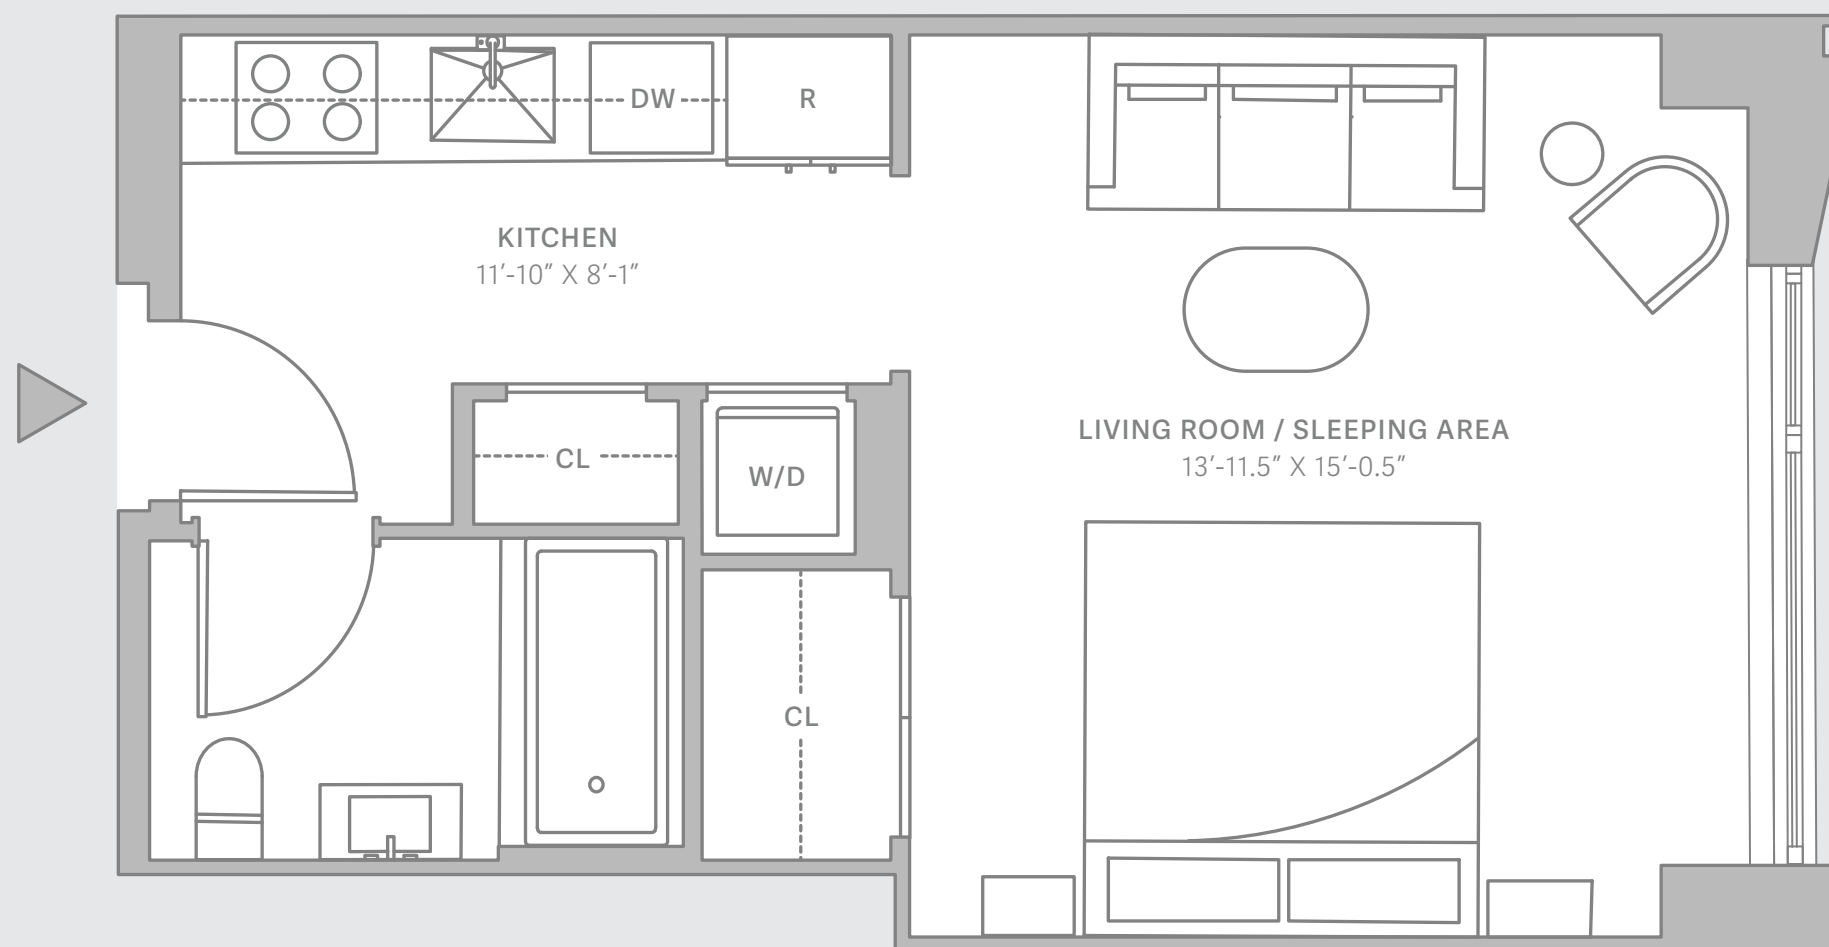 DW
R
KITCHEN
11’-10” X 8’-1”
LIVING ROOM / SLEEPING AREA
13’-11.5” X 15’-0.5”
CL
W/D
CL